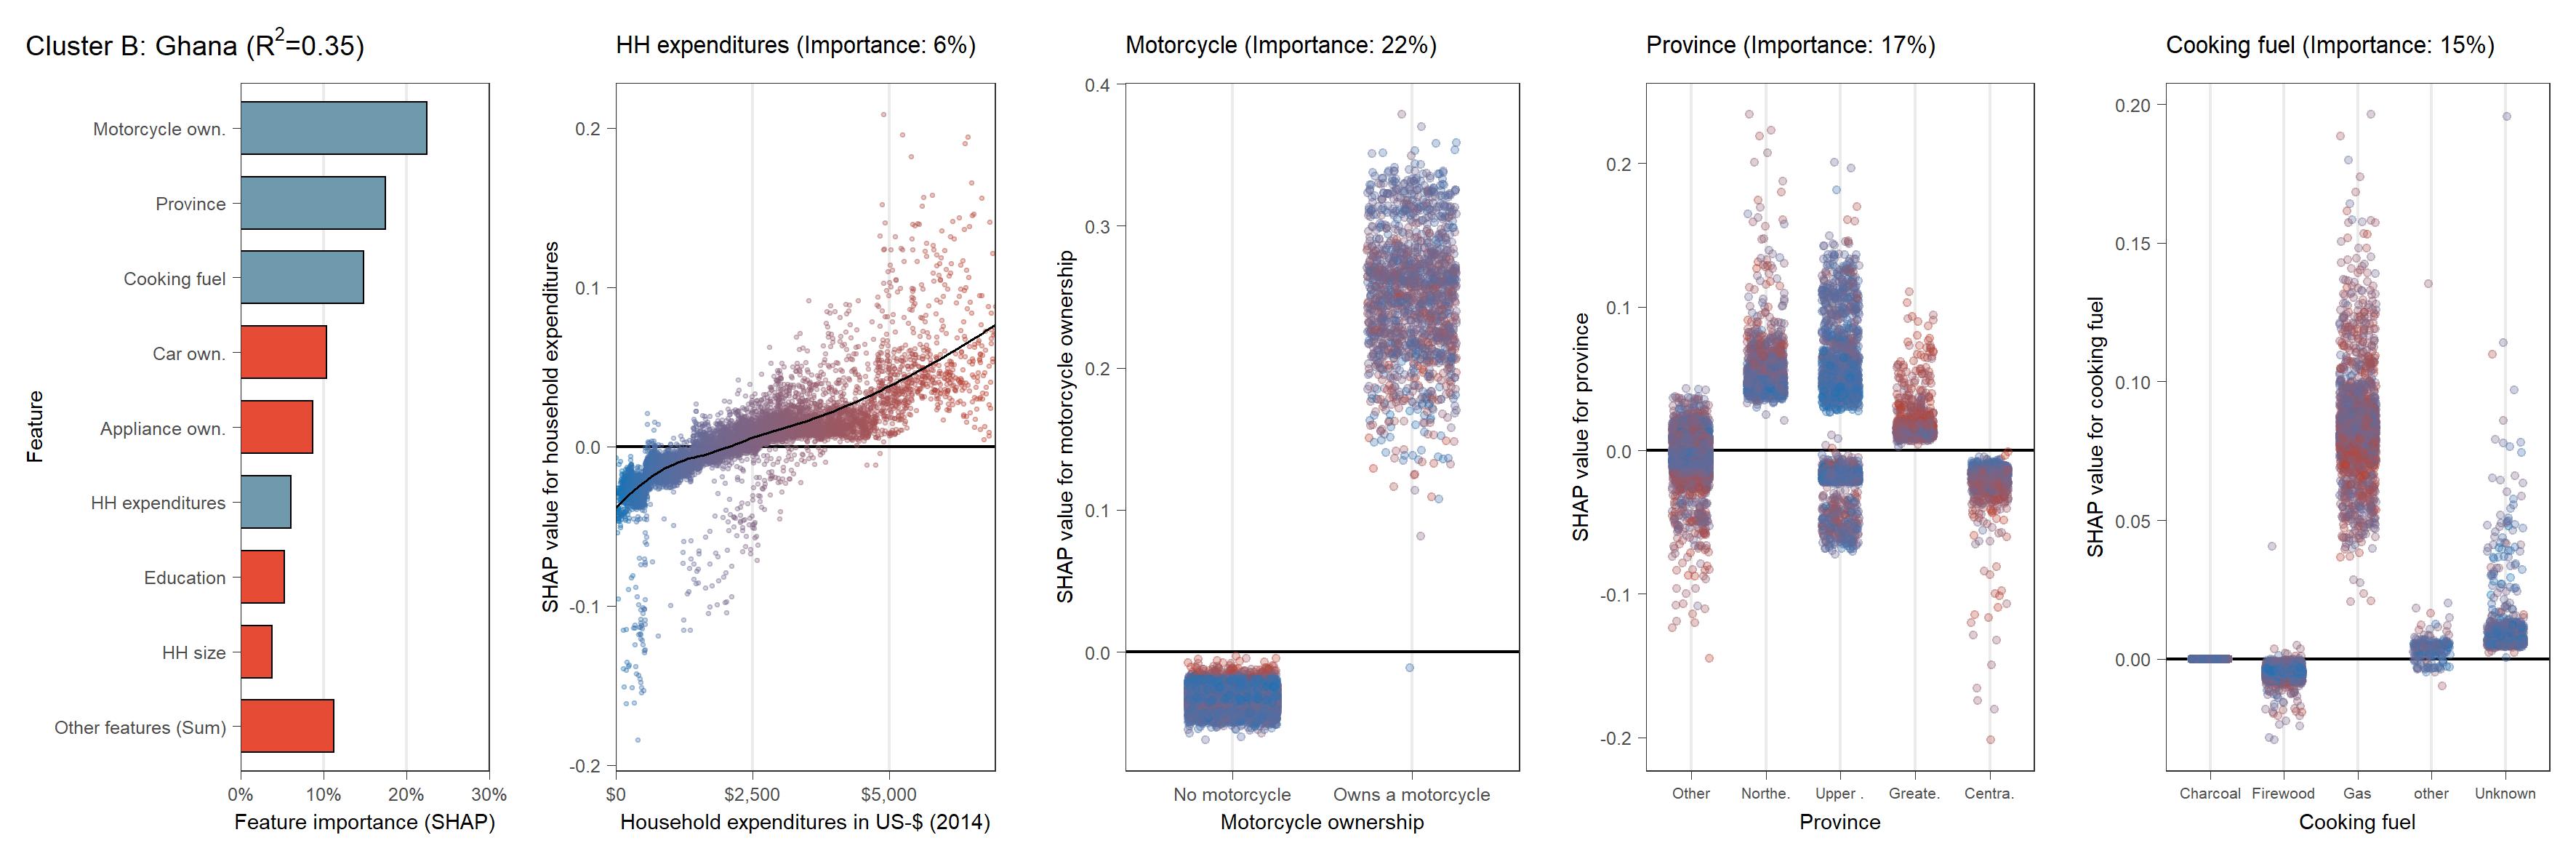 Cluster B: Ghana (R²=0.35)
Feature
Motorcycle own.
Province
Cooking fuel
Car own.
Appliance own.
HH expenditures
Education
HH size
Other features (Sum)
0% 10% 20% 30%
Feature importance (SHAP)
HH expenditures (Importance: 6%)
SHAP value for household expenditures
0.2
0.1
0.0
-0.1
-0.2
$0 $2,500 $5,000
Household expenditures in US-$ (2014)
Motorcycle (Importance: 22%)
SHAP value for motorcycle ownership
0.4
0.3
0.2
0.1
0.0
No motorcycle Owns a motorcycle
Motorcycle ownership
Province (Importance: 17%)
SHAP value for province
0.2
0.1
0.0
-0.1
-0.2
Other Northe. Upper . Greate. Centra.
Province
Cooking fuel (Importance: 15%)
SHAP value for cooking fuel
0.20
0.15
0.10
0.05
0.00
Charcoal Firewood Gas other Unknown
Cooking fuel